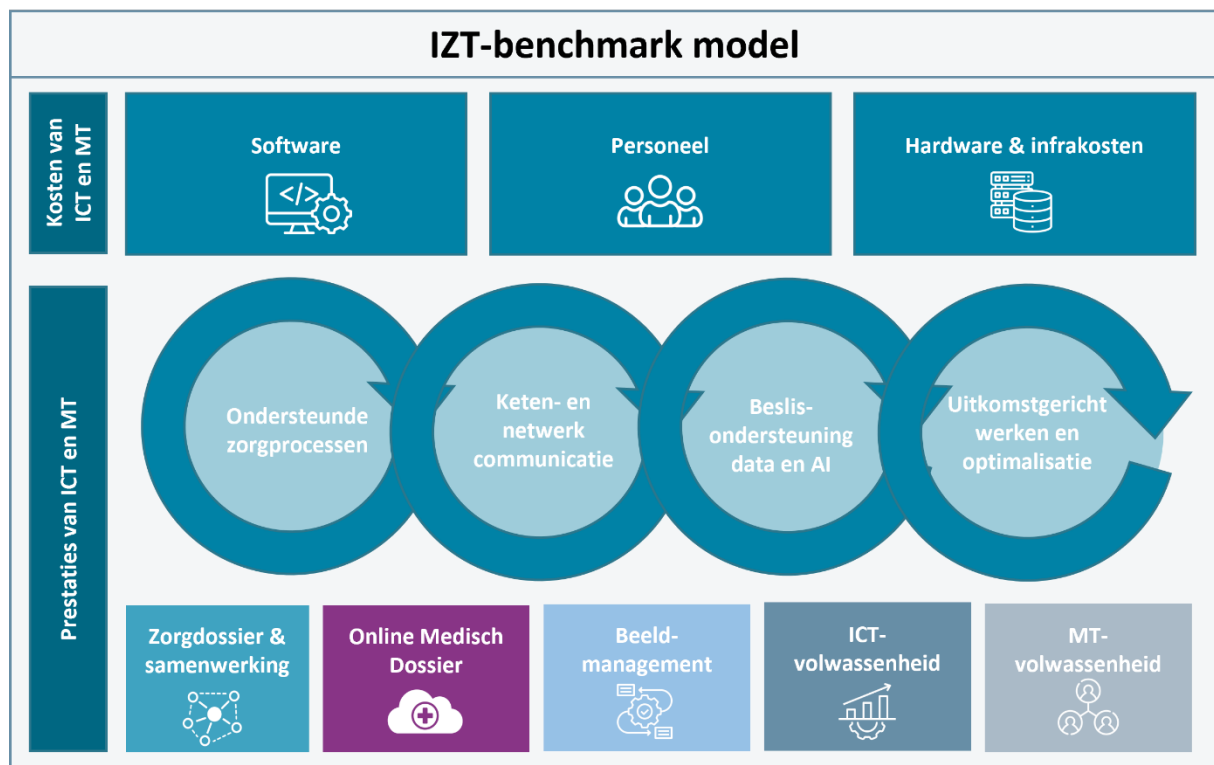 IZT-benchmark model
Kosten van
ICT en MT
Software
</>
Personeel
Hardware & infrakosten
Prestaties van ICT en MT
Ondersteunde
zorgprocessen
Keten- en
netwerk
communicatie
Beslis-
ondersteuning
data en AI
Uitkomstgericht
werken en
optimalisatie
Zorgdossier &
samenwerking
Online Medisch
Dossier
Beeld-
management
ICT-
volwassenheid
MT-
volwassenheid